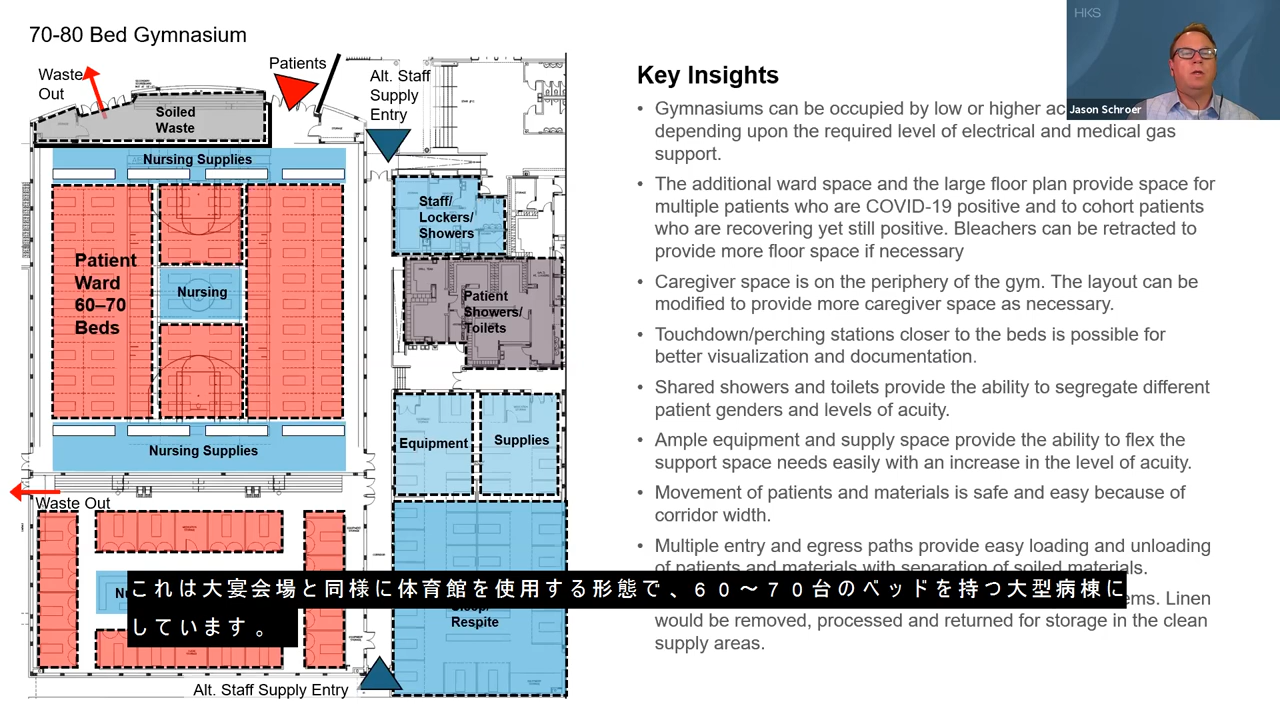 70-80 Bed Gymnasium
HKS
Jason Schroer
Waste
Out
Patients
Alt. Staff
Supply
Entry
Soiled
Waste
Nursing Supplies
Staff/
Lockers/
Showers
Patient
Ward
60–70
Beds
Nursing
Patient
Showers/
Toilets
Nursing Supplies
Equipment
Supplies
Waste Out
Respite
Alt. Staff Supply Entry
Key Insights
• Gymnasiums can be occupied by low or higher
depending upon the required level of electrical and medical gas
support.
• The additional ward space and the large floor plan provide space for
multiple patients who are COVID-19 positive and to cohort patients
who are recovering yet still positive. Bleachers can be retracted to
provide more floor space if necessary
• Caregiver space is on the periphery of the gym. The layout can be
modified to provide more caregiver space as necessary.
• Touchdown/perching stations closer to the beds is possible for
better visualization and documentation.
• Shared showers and toilets provide the ability to segregate different
patient genders and levels of acuity.
• Ample equipment and supply space provide the ability to flex the
support space needs easily with an increase in the level of acuity.
• Movement of patients and materials is safe and easy because of
corridor width.
• Multiple entry and egress paths provide easy loading and unloading
of patients and materials with separation of soiled materials.
Linen
would be removed, processed and returned for storage in the clean
supply areas.
これは大宴会場と同様に体育館を使用する形態で、６０～７０台のベッドを持つ大型病棟に
しています。